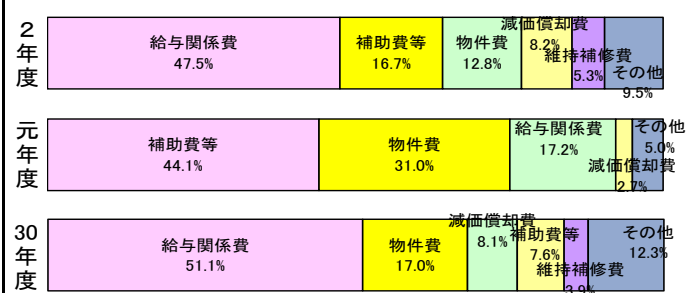 2年度
給与関係費
47.5%
補助費等
16.7%
物件費
12.8%
減価償却費
8.2%
維持補修費
5.3%
その他
9.5%
元年度
補助費等
44.1%
物件費
31.0%
給与関係費
17.2%
減価償却費
2.7%
その他
5.0%
30年度
給与関係費
51.1%
物件費
17.0%
減価償却費
8.1%
補助費等
7.6%
維持補修費
3.9%
その他
12.3%